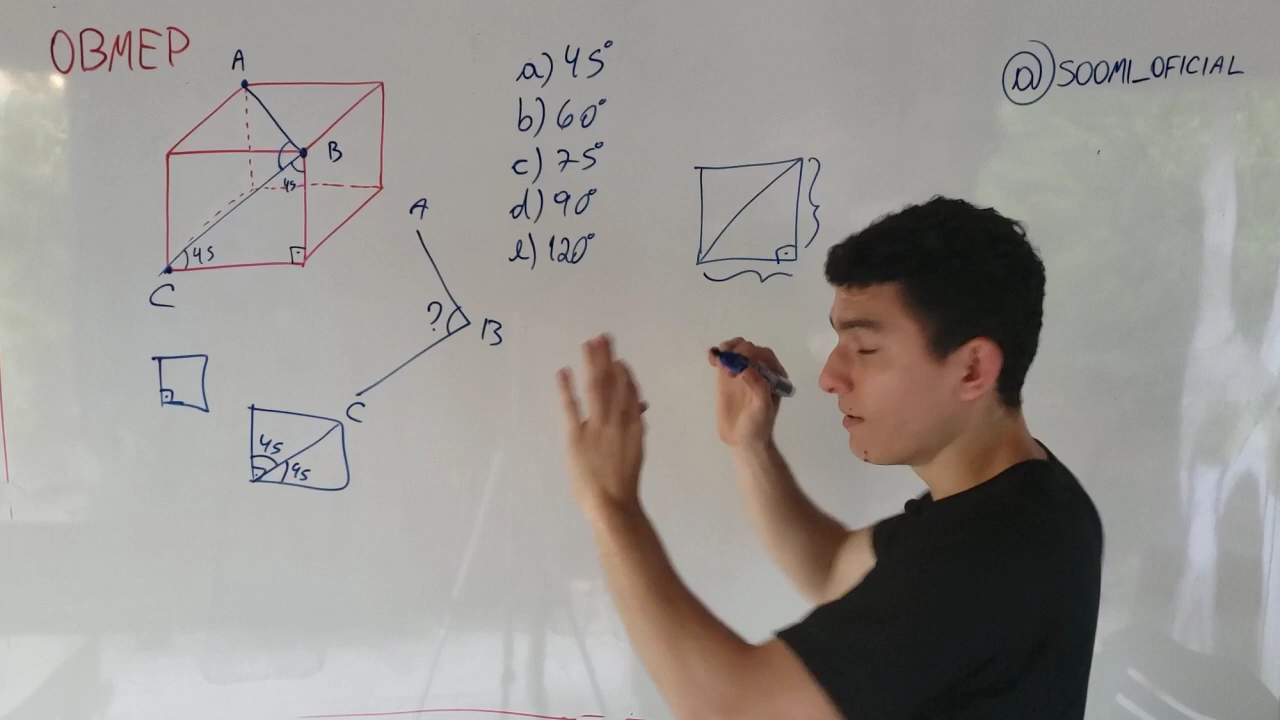 OBMEP
A
B
45
45
C
a) 45°
b) 60°
c) 75°
d) 90°
e) 120°
@SOOMI_OFICIAL
A
?
B
C
45
45